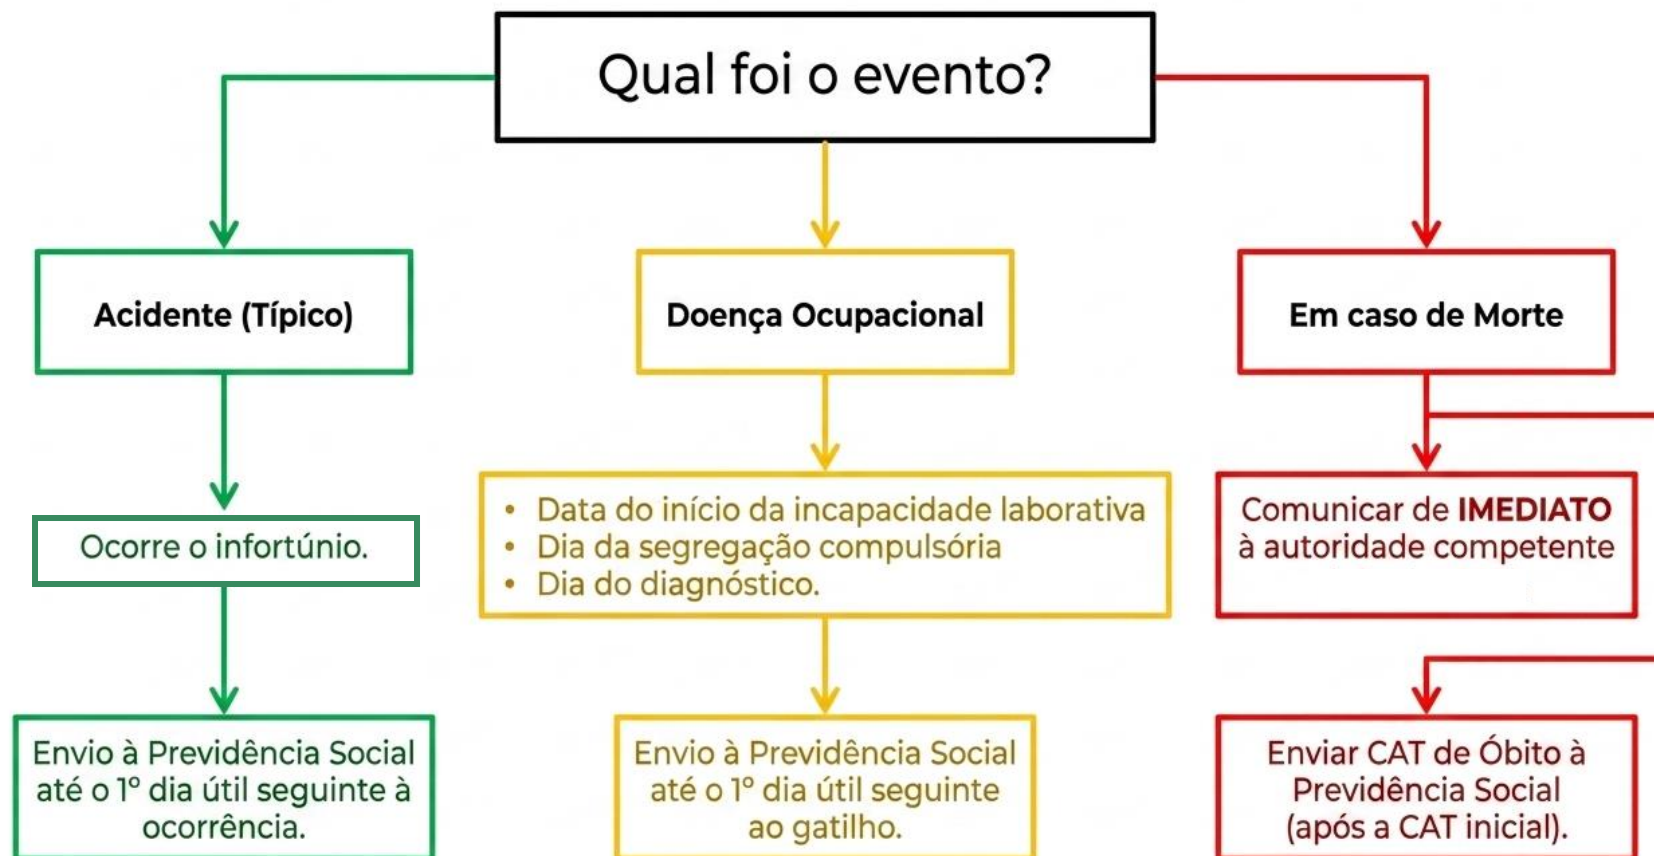 Qual foi o evento?
Acidente (Típico)
Doença Ocupacional
Em caso de Morte
Ocorre o infortúnio.
• Data do início da incapacidade laborativa
• Dia da segregação compulsória
• Dia do diagnóstico.
Comunicar de IMEDIATO
à autoridade competente
Envio à Previdência Social
até o 1º dia útil seguinte à
ocorrência.
Envio à Previdência Social
até o 1º dia útil seguinte
ao gatilho.
Enviar CAT de Óbito à
Previdência Social
(após a CAT inicial).